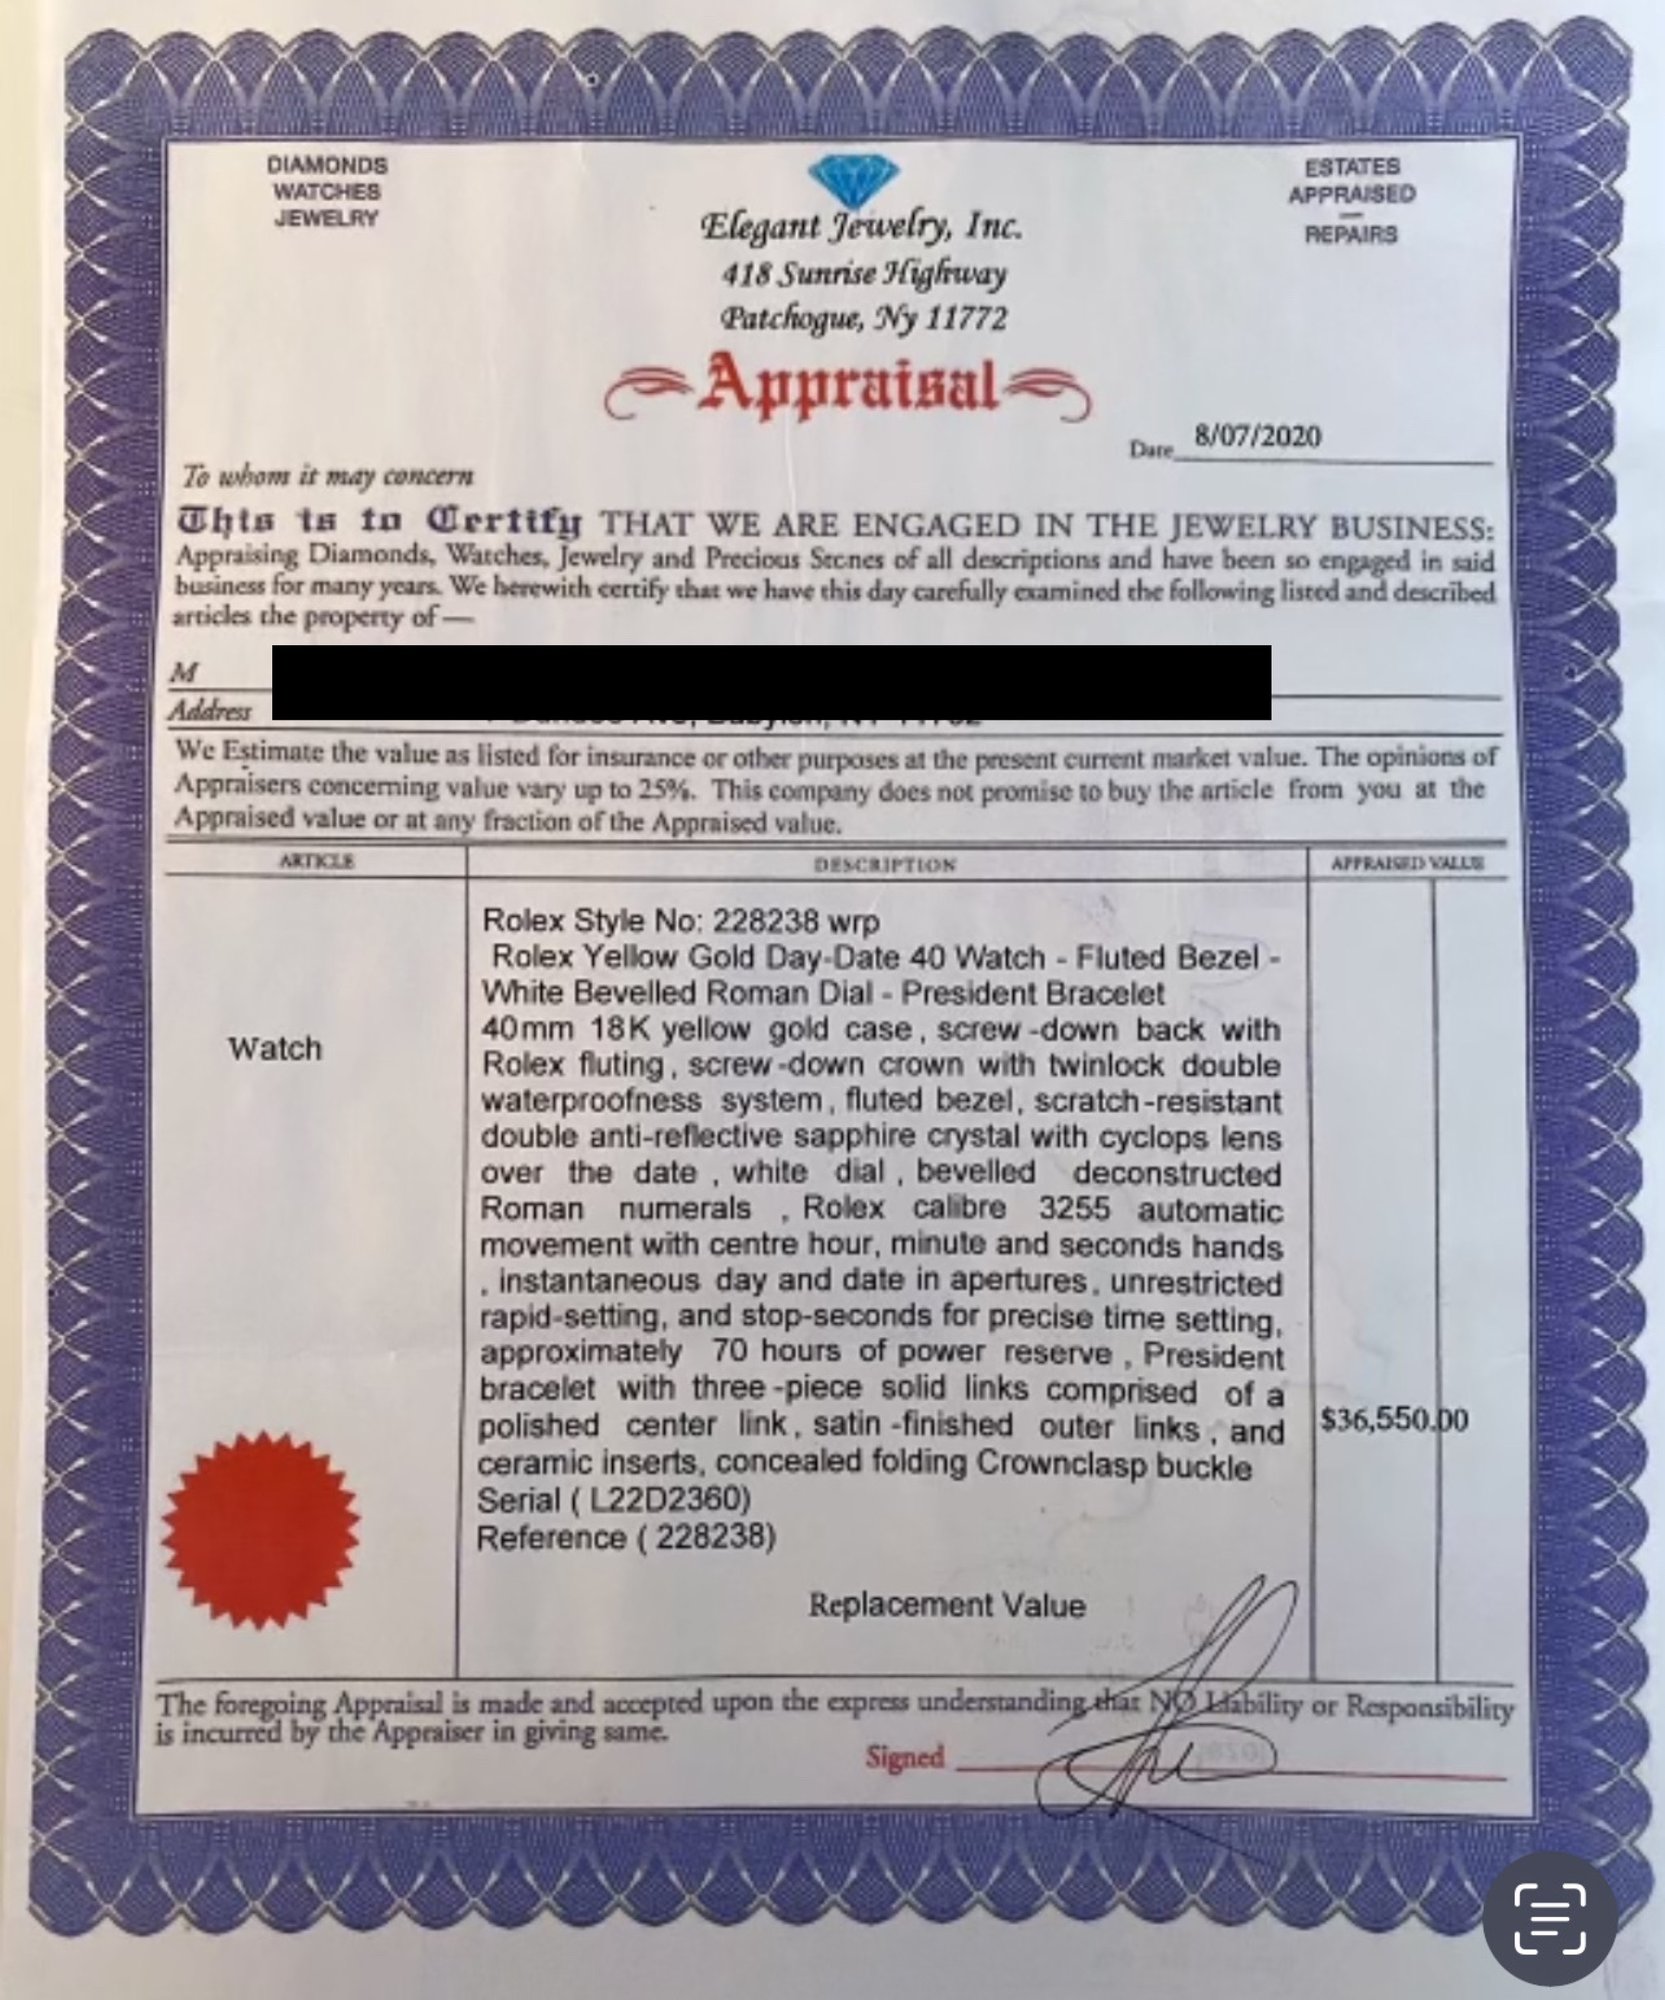 DIAMONDS
WATCHES
JEWELRY
ESTATES
APPRAISED
REPAIRS
Elegant Jewelry, Inc.
418 Sunrise Highway
Patchogue, Ny 11772
Appraisal
Date 8/07/2020
To whom it may concern
This is to Certify THAT WE ARE ENGAGED IN THE JEWELRY BUSINESS:
Appraising Diamonds, Watches, Jewelry and Precious Stones of all descriptions and have been so engaged in said
business for many years. We herewith certify that we have this day carefully examined the following listed and described
articles the property of —
M
Address
We Estimate the value as listed for insurance or other purposes at the present current market value. The opinions of
Appraisers concerning value vary up to 25%. This company does not promise to buy the article from you at the
Appraised value or at any fraction of the Appraised value.
ARTICLE DESCRIPTION APPRAISED VALUE
Rolex Style No: 228238 wrp
Rolex Yellow Gold Day-Date 40 Watch - Fluted Bezel -
White Bevelled Roman Dial - President Bracelet
40mm 18K yellow gold case, screw-down back with
Watch
Rolex fluting, screw-down crown with twinlock double
waterproofness system, fluted bezel, scratch-resistant
double anti-reflective sapphire crystal with cyclops lens
over the date , white dial , bevelled deconstructed
Roman numerals , Rolex calibre 3255 automatic
movement with centre hour, minute and seconds hands
, instantaneous day and date in apertures, unrestricted
rapid-setting, and stop-seconds for precise time setting,
approximately 70 hours of power reserve , President
bracelet with three-piece solid links comprised of a
polished center link, satin-finished outer links, and
$36,550.00
ceramic inserts, concealed folding Crownclasp buckle
Serial ( L22D2360)
Reference ( 228238)
Replacement Value
The foregoing Appraisal is made and accepted upon the express understanding that NO Liability or Responsibility
is incurred by the Appraiser in giving same.
Signed